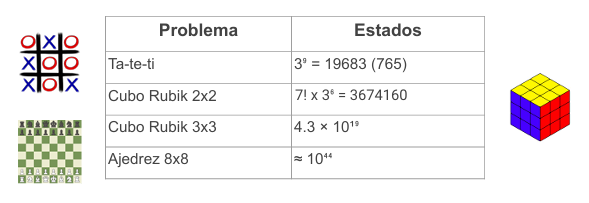 Problema Estados
Ta-te-ti 3⁹ = 19683 (765)
Cubo Rubik 2x2 7! x 3⁶ = 3674160
Cubo Rubik 3x3 4.3 × 10¹⁹
Ajedrez 8x8 ≈ 10⁴⁴
X O O
X O
X O X